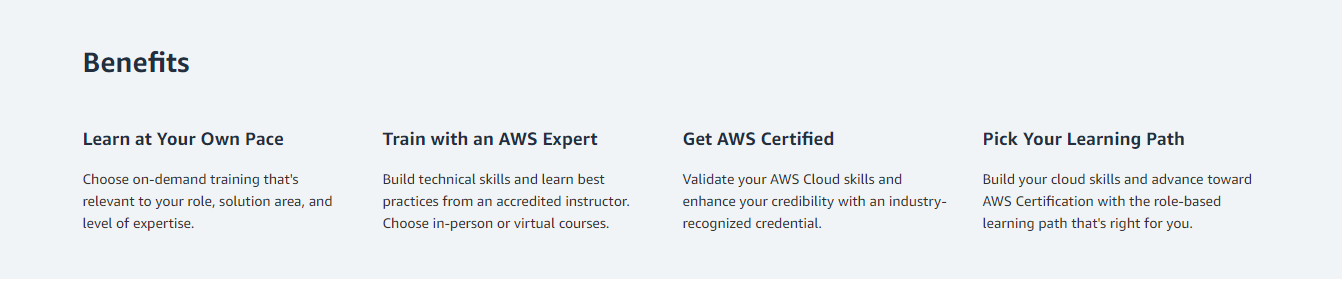 Benefits
Learn at Your Own Pace
Choose on-demand training that's
relevant to your role, solution area, and
level of expertise.
Train with an AWS Expert
Build technical skills and learn best
practices from an accredited instructor.
Choose in-person or virtual courses.
Get AWS Certified
Validate your AWS Cloud skills and
enhance your credibility with an industry-
recognized credential.
Pick Your Learning Path
Build your cloud skills and advance toward
AWS Certification with the role-based
learning path that's right for you.